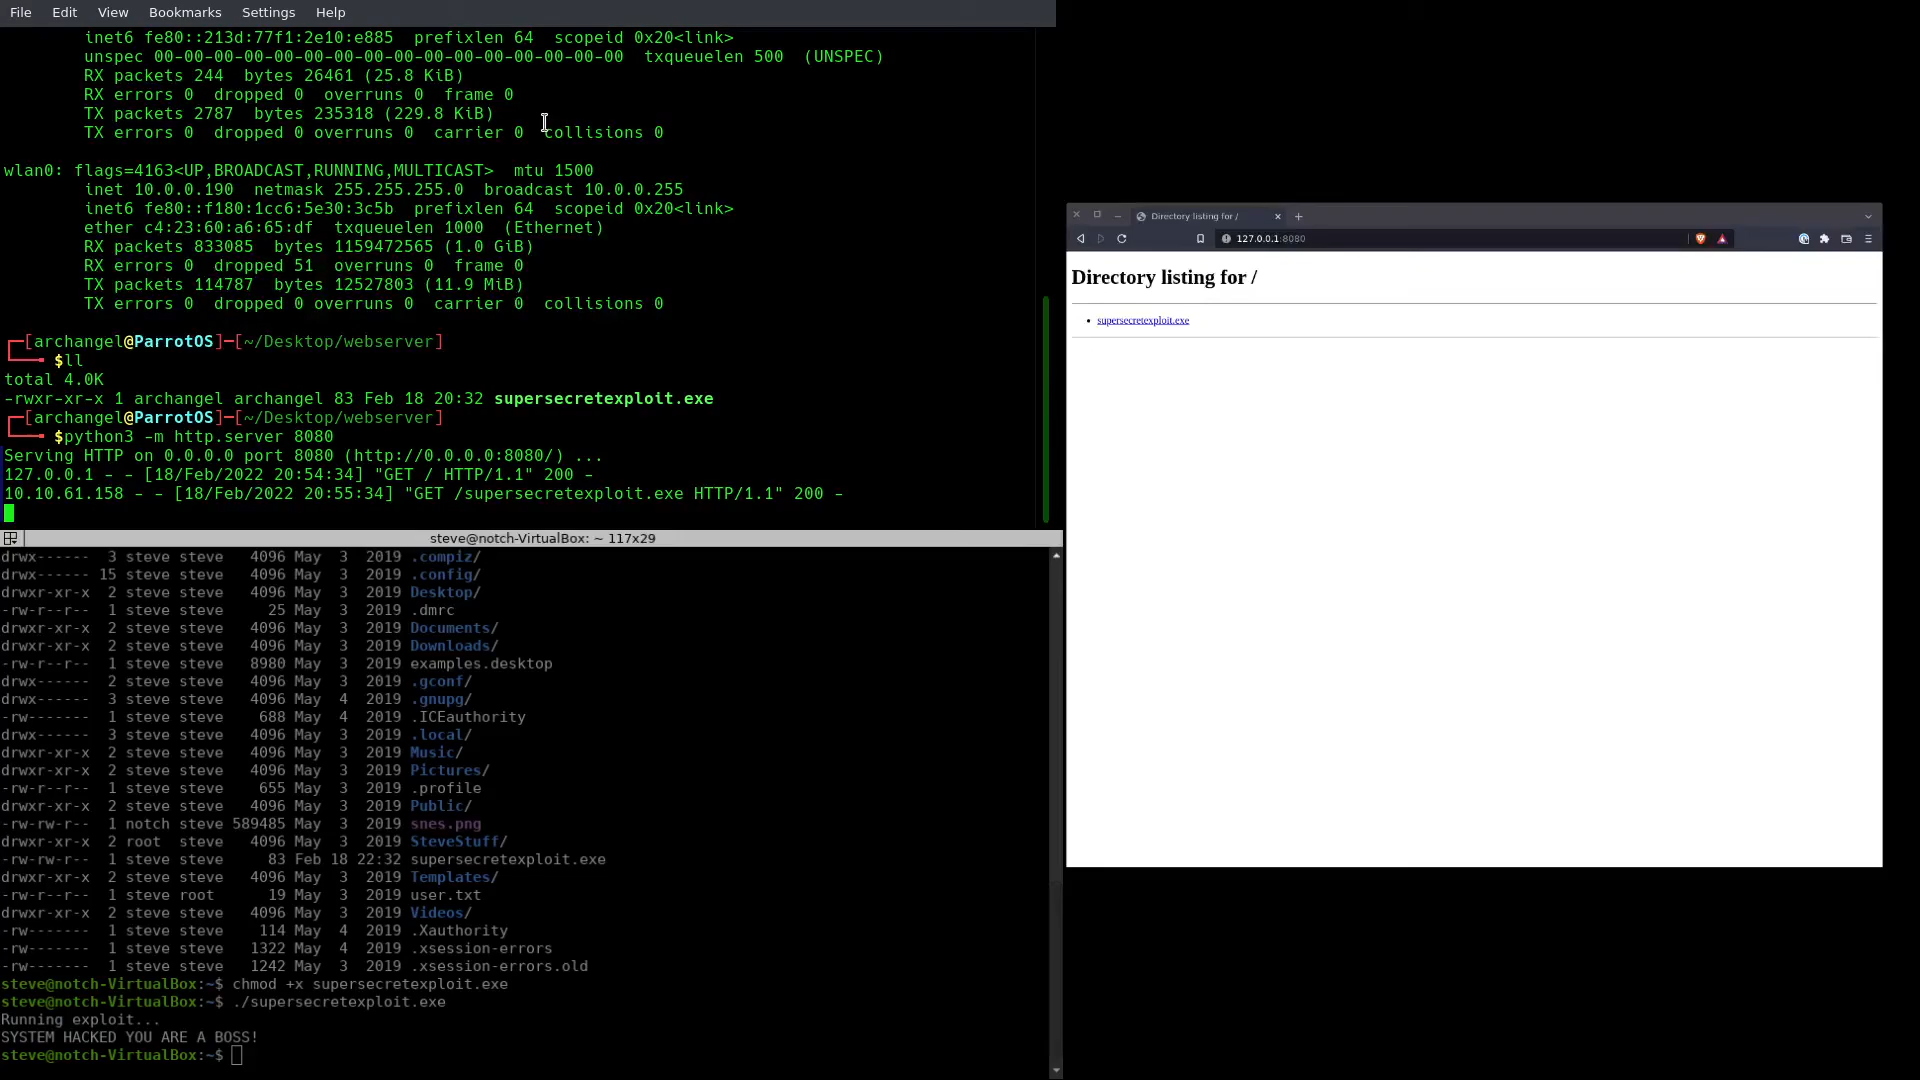 File Edit View Bookmarks Settings Help
inet6 fe80::213d:77f1:2e10:e885  prefixlen 64  scopeid 0x20<link>
unspec 00-00-00-00-00-00-00-00-00-00-00-00-00-00-00-00  txqueuelen 500  (UNSPEC)
RX packets 244  bytes 26461 (25.8 KiB)
RX errors 0  dropped 0  overruns 0  frame 0
TX packets 2787  bytes 235318 (229.8 KiB)
TX errors 0  dropped 0 overruns 0  carrier 0  collisions 0
wlan0: flags=4163<UP,BROADCAST,RUNNING,MULTICAST>  mtu 1500
inet 10.0.0.190  netmask 255.255.255.0  broadcast 10.0.0.255
inet6 fe80::f180:1cc6:5e30:3c5b  prefixlen 64  scopeid 0x20<link>
ether c4:23:60:a6:65:df  txqueuelen 1000  (Ethernet)
RX packets 833085  bytes 1159472565 (1.0 GiB)
RX errors 0  dropped 51  overruns 0  frame 0
TX packets 114787  bytes 12527803 (11.9 MiB)
TX errors 0  dropped 0 overruns 0  carrier 0  collisions 0
┌─[archangel@ParrotOS]─[~/Desktop/webserver]
└──╼ $ll
total 4.0K
-rwxr-xr-x 1 archangel archangel 83 Feb 18 20:32 supersecretexploit.exe
┌─[archangel@ParrotOS]─[~/Desktop/webserver]
└──╼ $python3 -m http.server 8080
Serving HTTP on 0.0.0.0 port 8080 (http://0.0.0.0:8080/) ...
127.0.0.1 - - [18/Feb/2022 20:54:34] "GET / HTTP/1.1" 200 -
10.10.61.158 - - [18/Feb/2022 20:55:34] "GET /supersecretexploit.exe HTTP/1.1" 200 -
steve@notch-VirtualBox: ~ 117x29
drwx------  3 steve steve   4096 May  3  2019 .compiz/
drwx------ 15 steve steve   4096 May  3  2019 .config/
drwxr-xr-x  2 steve steve   4096 May  3  2019 Desktop/
-rw-r--r--  1 steve steve     25 May  3  2019 .dmrc
drwxr-xr-x  2 steve steve   4096 May  3  2019 Documents/
drwxr-xr-x  2 steve steve   4096 May  3  2019 Downloads/
-rw-r--r--  1 steve steve   8980 May  3  2019 examples.desktop
drwx------  2 steve steve   4096 May  3  2019 .gconf/
drwx------  3 steve steve   4096 May  4  2019 .gnupg/
-rw-------  1 steve steve    688 May  4  2019 .ICEauthority
drwx------  3 steve steve   4096 May  3  2019 .local/
drwxr-xr-x  2 steve steve   4096 May  3  2019 Music/
drwxr-xr-x  2 steve steve   4096 May  3  2019 Pictures/
-rw-r--r--  1 steve steve    655 May  3  2019 .profile
drwxr-xr-x  2 steve steve   4096 May  3  2019 Public/
-rw-rw-r--  1 notch steve 589485 May  3  2019 snes.png
drwxr-xr-x  2 root  steve   4096 May  3  2019 SteveStuff/
-rw-rw-r--  1 steve steve     83 Feb 18 22:32 supersecretexploit.exe
drwxr-xr-x  2 steve steve   4096 May  3  2019 Templates/
-rw-r--r--  1 steve root      19 May  3  2019 user.txt
drwxr-xr-x  2 steve steve   4096 May  3  2019 Videos/
-rw-------  1 steve steve    114 May  4  2019 .Xauthority
-rw-------  1 steve steve   1322 May  4  2019 .xsession-errors
-rw-------  1 steve steve   1242 May  3  2019 .xsession-errors.old
steve@notch-VirtualBox:~$ chmod +x supersecretexploit.exe
steve@notch-VirtualBox:~$ ./supersecretexploit.exe
Running exploit...
SYSTEM HACKED YOU ARE A BOSS!
steve@notch-VirtualBox:~$
Directory listing for /
127.0.0.1:8080
Directory listing for /
• supersecretexploit.exe